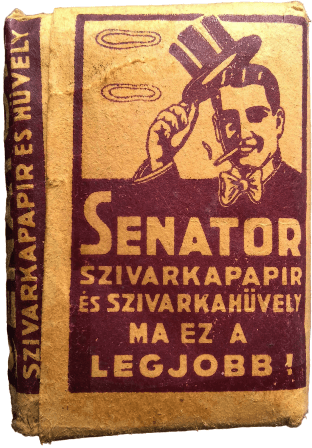 SZIVARKAPAPIR ÉS HÜVELY
SENATOR
SZIVARKAPAPIR
ÉS SZIVARKAHÜVELY
MA EZ A
LEGJOBB!